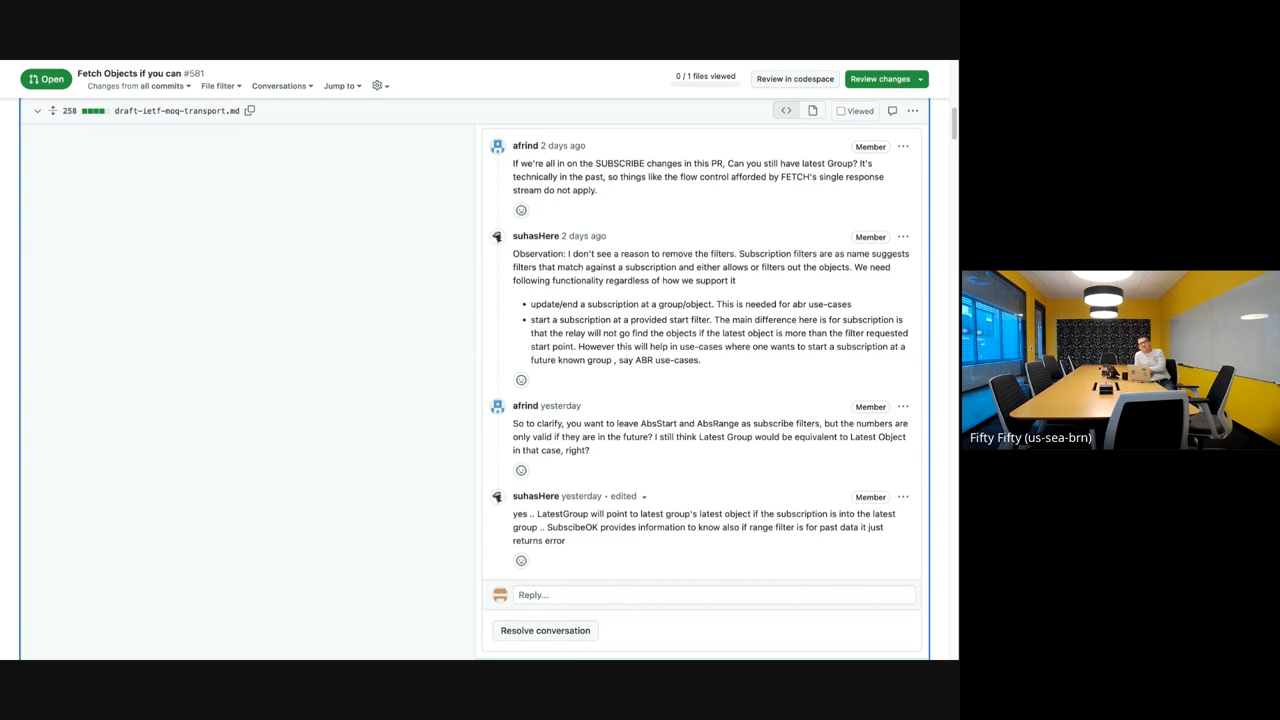 Open
Fetch Objects if you can #581
Changes from all commits
File filter
Conversations
Jump to
0 / 1 files viewed
Review in codespace
Review changes
258
draft-ietf-moq-transport.md
Viewed
afrind 2 days ago
Member
If we're all in on the SUBSCRIBE changes in this PR, Can you still have latest Group? It's
technically in the past, so things like the flow control afforded by FETCH's single response
stream do not apply.
suhasHere 2 days ago
Member
Observation: I don't see a reason to remove the filters. Subscription filters are as name suggests
filters that match against a subscription and either allows or filters out the objects. We need
following functionality regardless of how we support it
• update/end a subscription at a group/object. This is needed for abr use-cases
• start a subscription at a provided start filter. The main difference here is for subscription is
that the relay will not go find the objects if the latest object is more than the filter requested
start point. However this will help in use-cases where one wants to start a subscription at a
future known group , say ABR use-cases.
afrind yesterday
Member
So to clarify, you want to leave AbsStart and AbsRange as subscribe filters, but the numbers are
only valid if they are in the future? I still think Latest Group would be equivalent to Latest Object
in that case, right?
suhasHere yesterday • edited
Member
yes .. LatestGroup will point to latest group's latest object if the subscription is into the latest
group .. SubscibeOK provides information to know also if range filter is for past data it just
returns error
Reply...
Resolve conversation
Fifty Fifty (us-sea-brn)